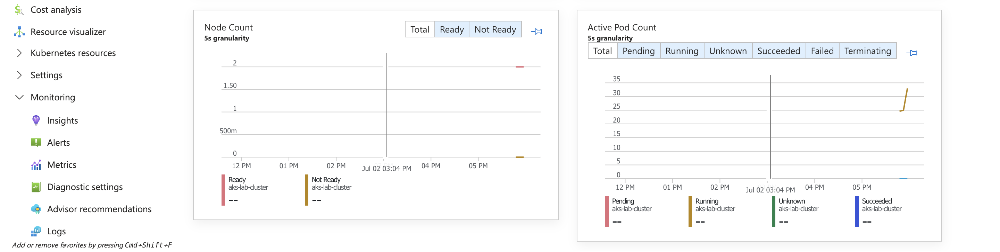 Cost analysis
Resource visualizer
Kubernetes resources
Settings
Monitoring
Insights
Alerts
Metrics
Diagnostic settings
Advisor recommendations
Logs
Add or remove favorites by pressing Cmd+Shift+F
Node Count
5s granularity
Total Ready Not Ready
2
1.50
1
500m
0
12 PM 01 PM 02 PM Jul 02 03:04 PM 04 PM 05 PM
Ready Not Ready
aks-lab-cluster aks-lab-cluster
-- --
Active Pod Count
5s granularity
Total Pending Running Unknown Succeeded Failed Terminating
35
30
25
20
15
10
5
0
12 PM 01 PM 02 PM Jul 02 03:04 PM 04 PM 05 PM
Pending Running Unknown Succeeded
aks-lab-cluster aks-lab-cluster aks-lab-cluster aks-lab-cluster
-- -- -- --